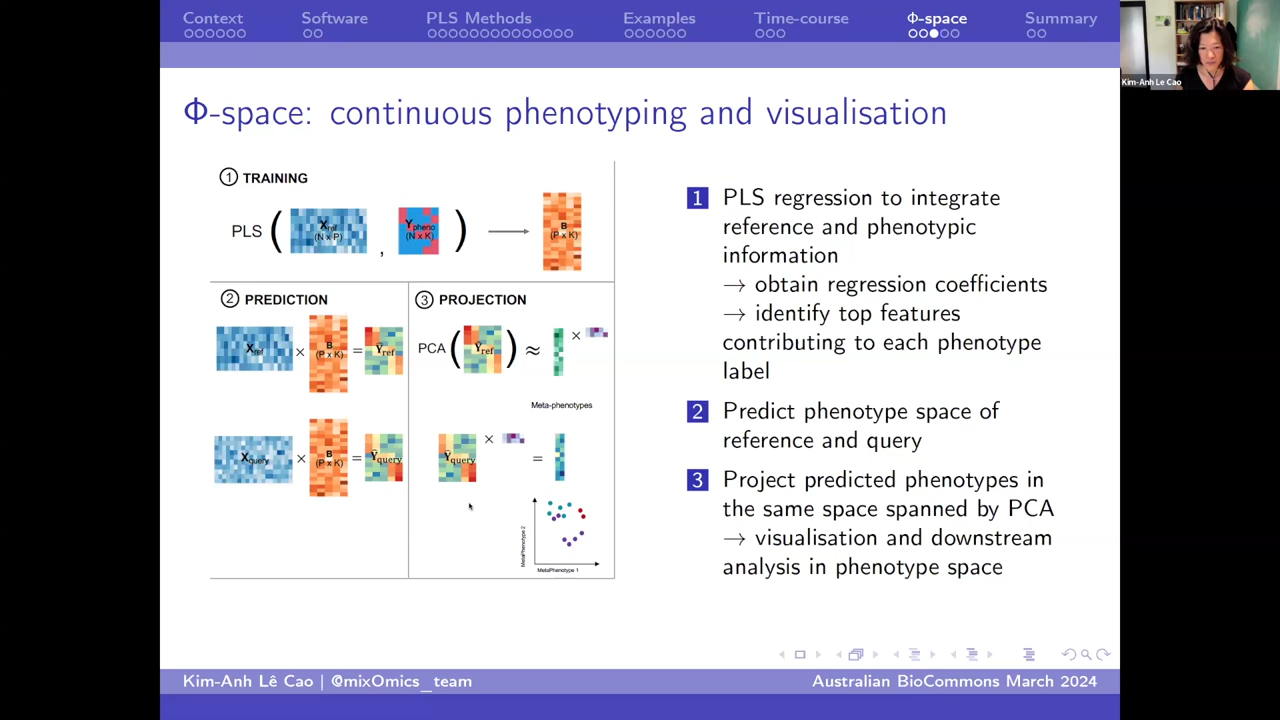 Context Software PLS Methods Examples Time-course Φ-space Summary
Kim-Anh Le Cao
Φ-space: continuous phenotyping and visualisation
1 TRAINING
PLS ( X_ref (N x P) , Y_pheno (N x K) ) B (P x K)
2 PREDICTION
X_ref × B (P x K) = Ŷ_ref
X_query × B (P x K) = Ŷ_query
3 PROJECTION
PCA ( Ŷ_ref ) ≈ ×
Meta-phenotypes
Ŷ_query × =
MetaPhenotype 2
MetaPhenotype 1
1 PLS regression to integrate
reference and phenotypic
information
→ obtain regression coefficients
→ identify top features
contributing to each phenotype
label
2 Predict phenotype space of
reference and query
3 Project predicted phenotypes in
the same space spanned by PCA
→ visualisation and downstream
analysis in phenotype space
Kim-Anh Lê Cao | @mixOmics_team Australian BioCommons March 2024